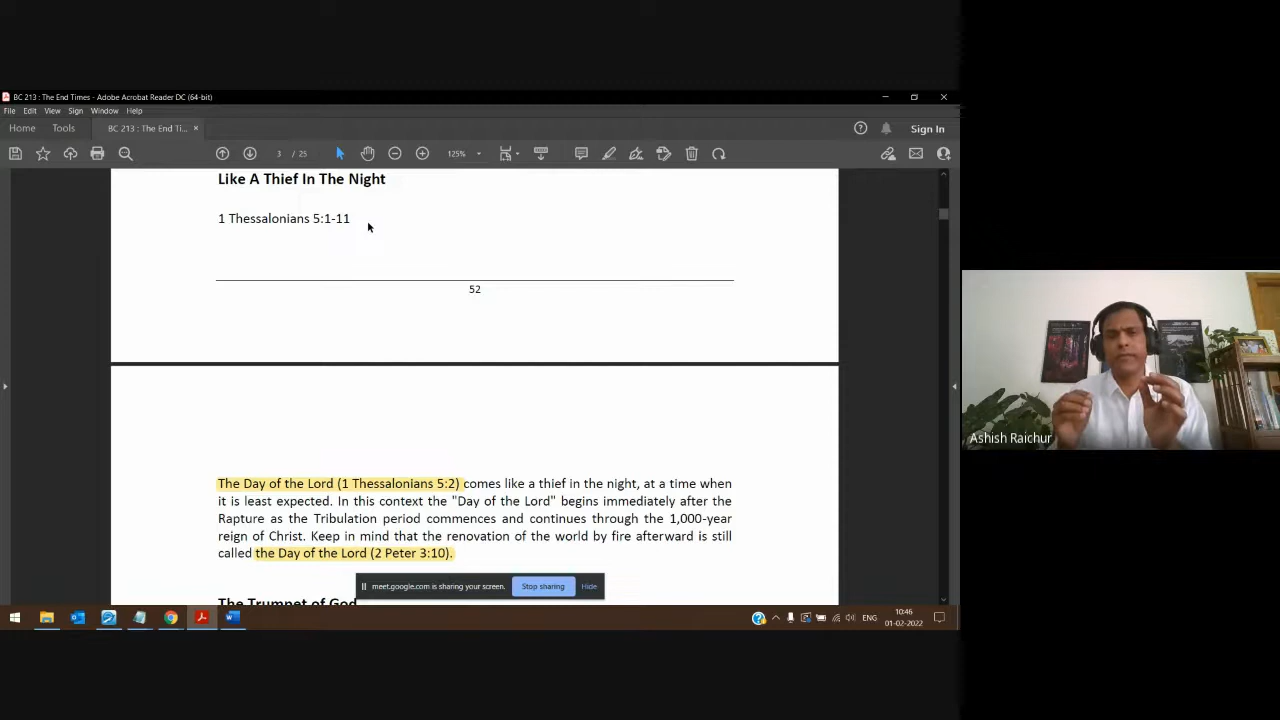 BC 213 : The End Times - Adobe Acrobat Reader DC (64-bit)
File Edit View Sign Window Help
Home Tools BC 213 : The End Ti... × Sign In
3 / 25 125%
Like A Thief In The Night
1 Thessalonians 5:1-11
52
The Day of the Lord (1 Thessalonians 5:2) comes like a thief in the night, at a time when
it is least expected. In this context the "Day of the Lord" begins immediately after the
Rapture as the Tribulation period commences and continues through the 1,000-year
reign of Christ. Keep in mind that the renovation of the world by fire afterward is still
called the Day of the Lord (2 Peter 3:10).
The Trumpet of God
meet.google.com is sharing your screen. Stop sharing Hide
ENG 10:46
01-02-2022
Ashish Raichur